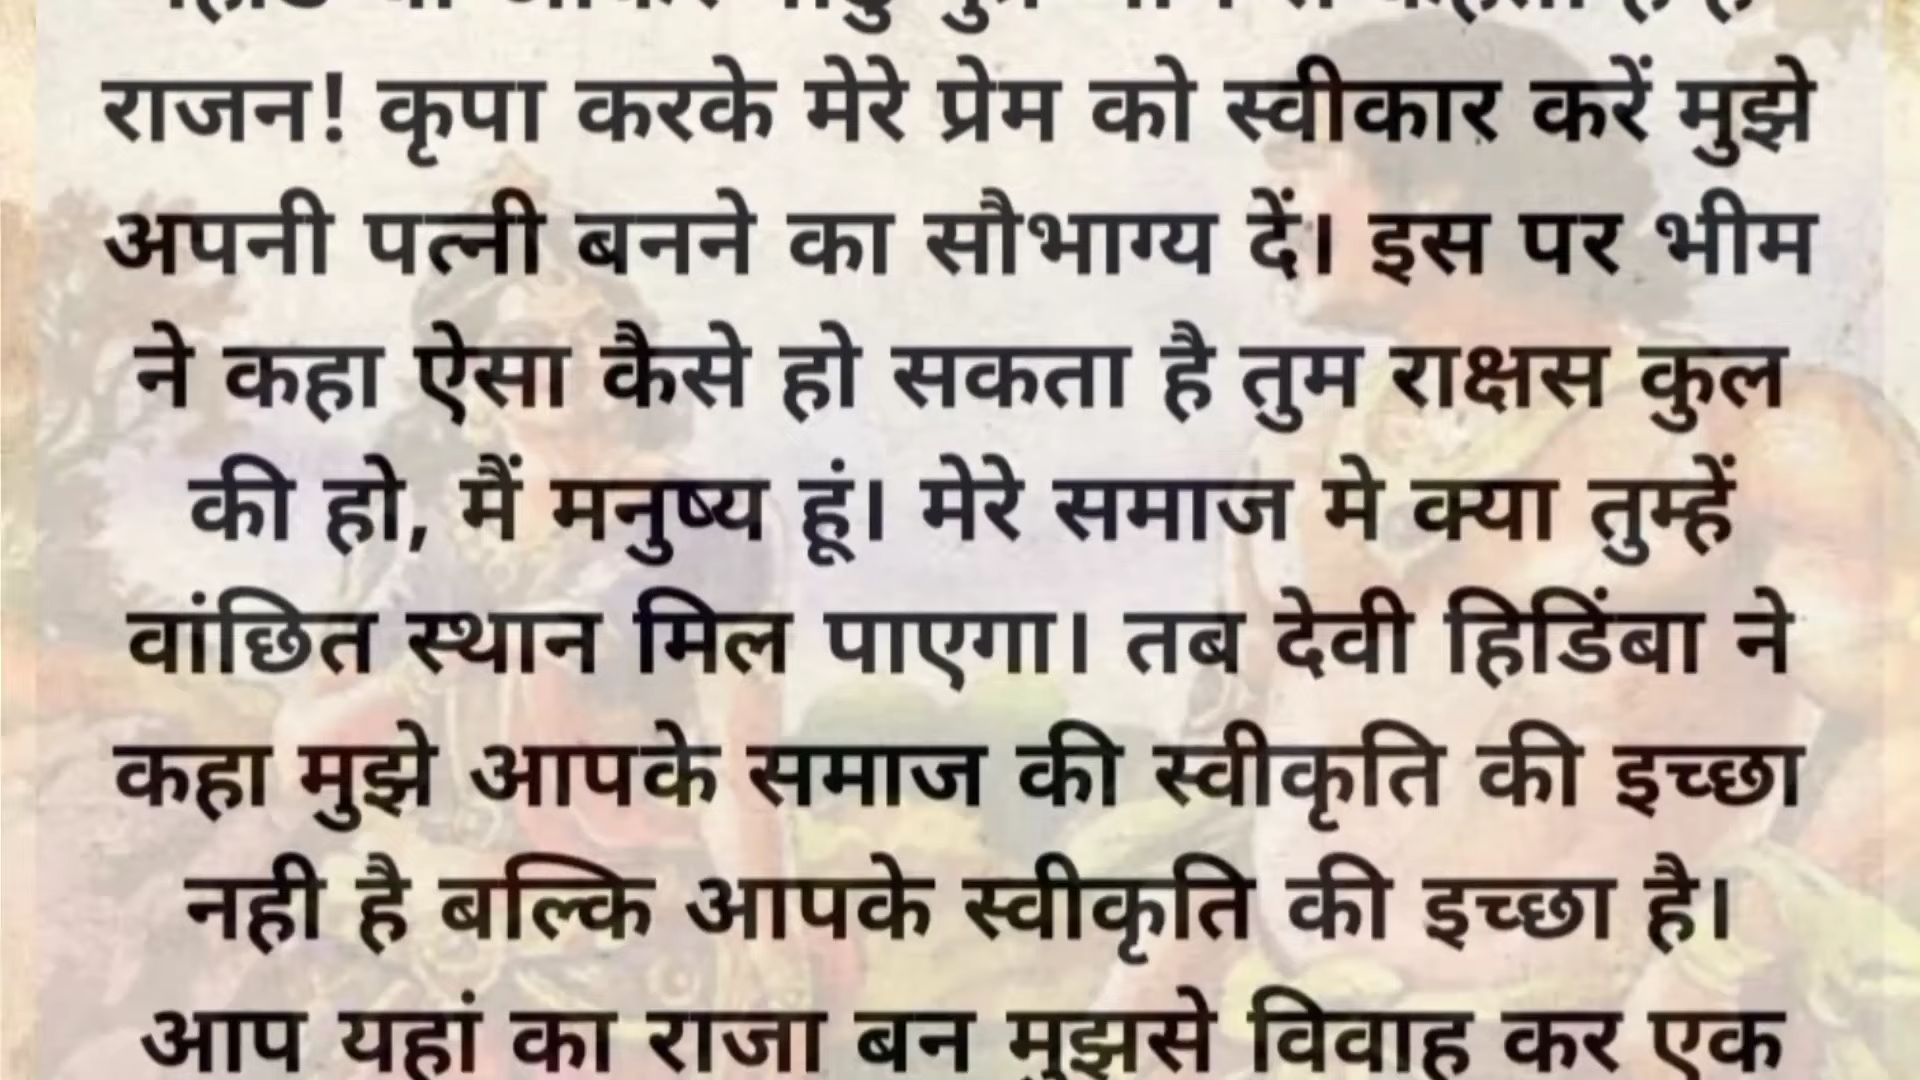 राजन! कृपा करके मेरे प्रेम को स्वीकार करें मुझे
अपनी पत्नी बनने का सौभाग्य दें। इस पर भीम
ने कहा ऐसा कैसे हो सकता है तुम राक्षस कुल
की हो, मैं मनुष्य हूं। मेरे समाज मे क्या तुम्हें
वांछित स्थान मिल पाएगा। तब देवी हिडिंबा ने
कहा मुझे आपके समाज की स्वीकृति की इच्छा
नही है बल्कि आपके स्वीकृति की इच्छा है।
आप यहां का राजा बन मुझसे विवाह कर एक